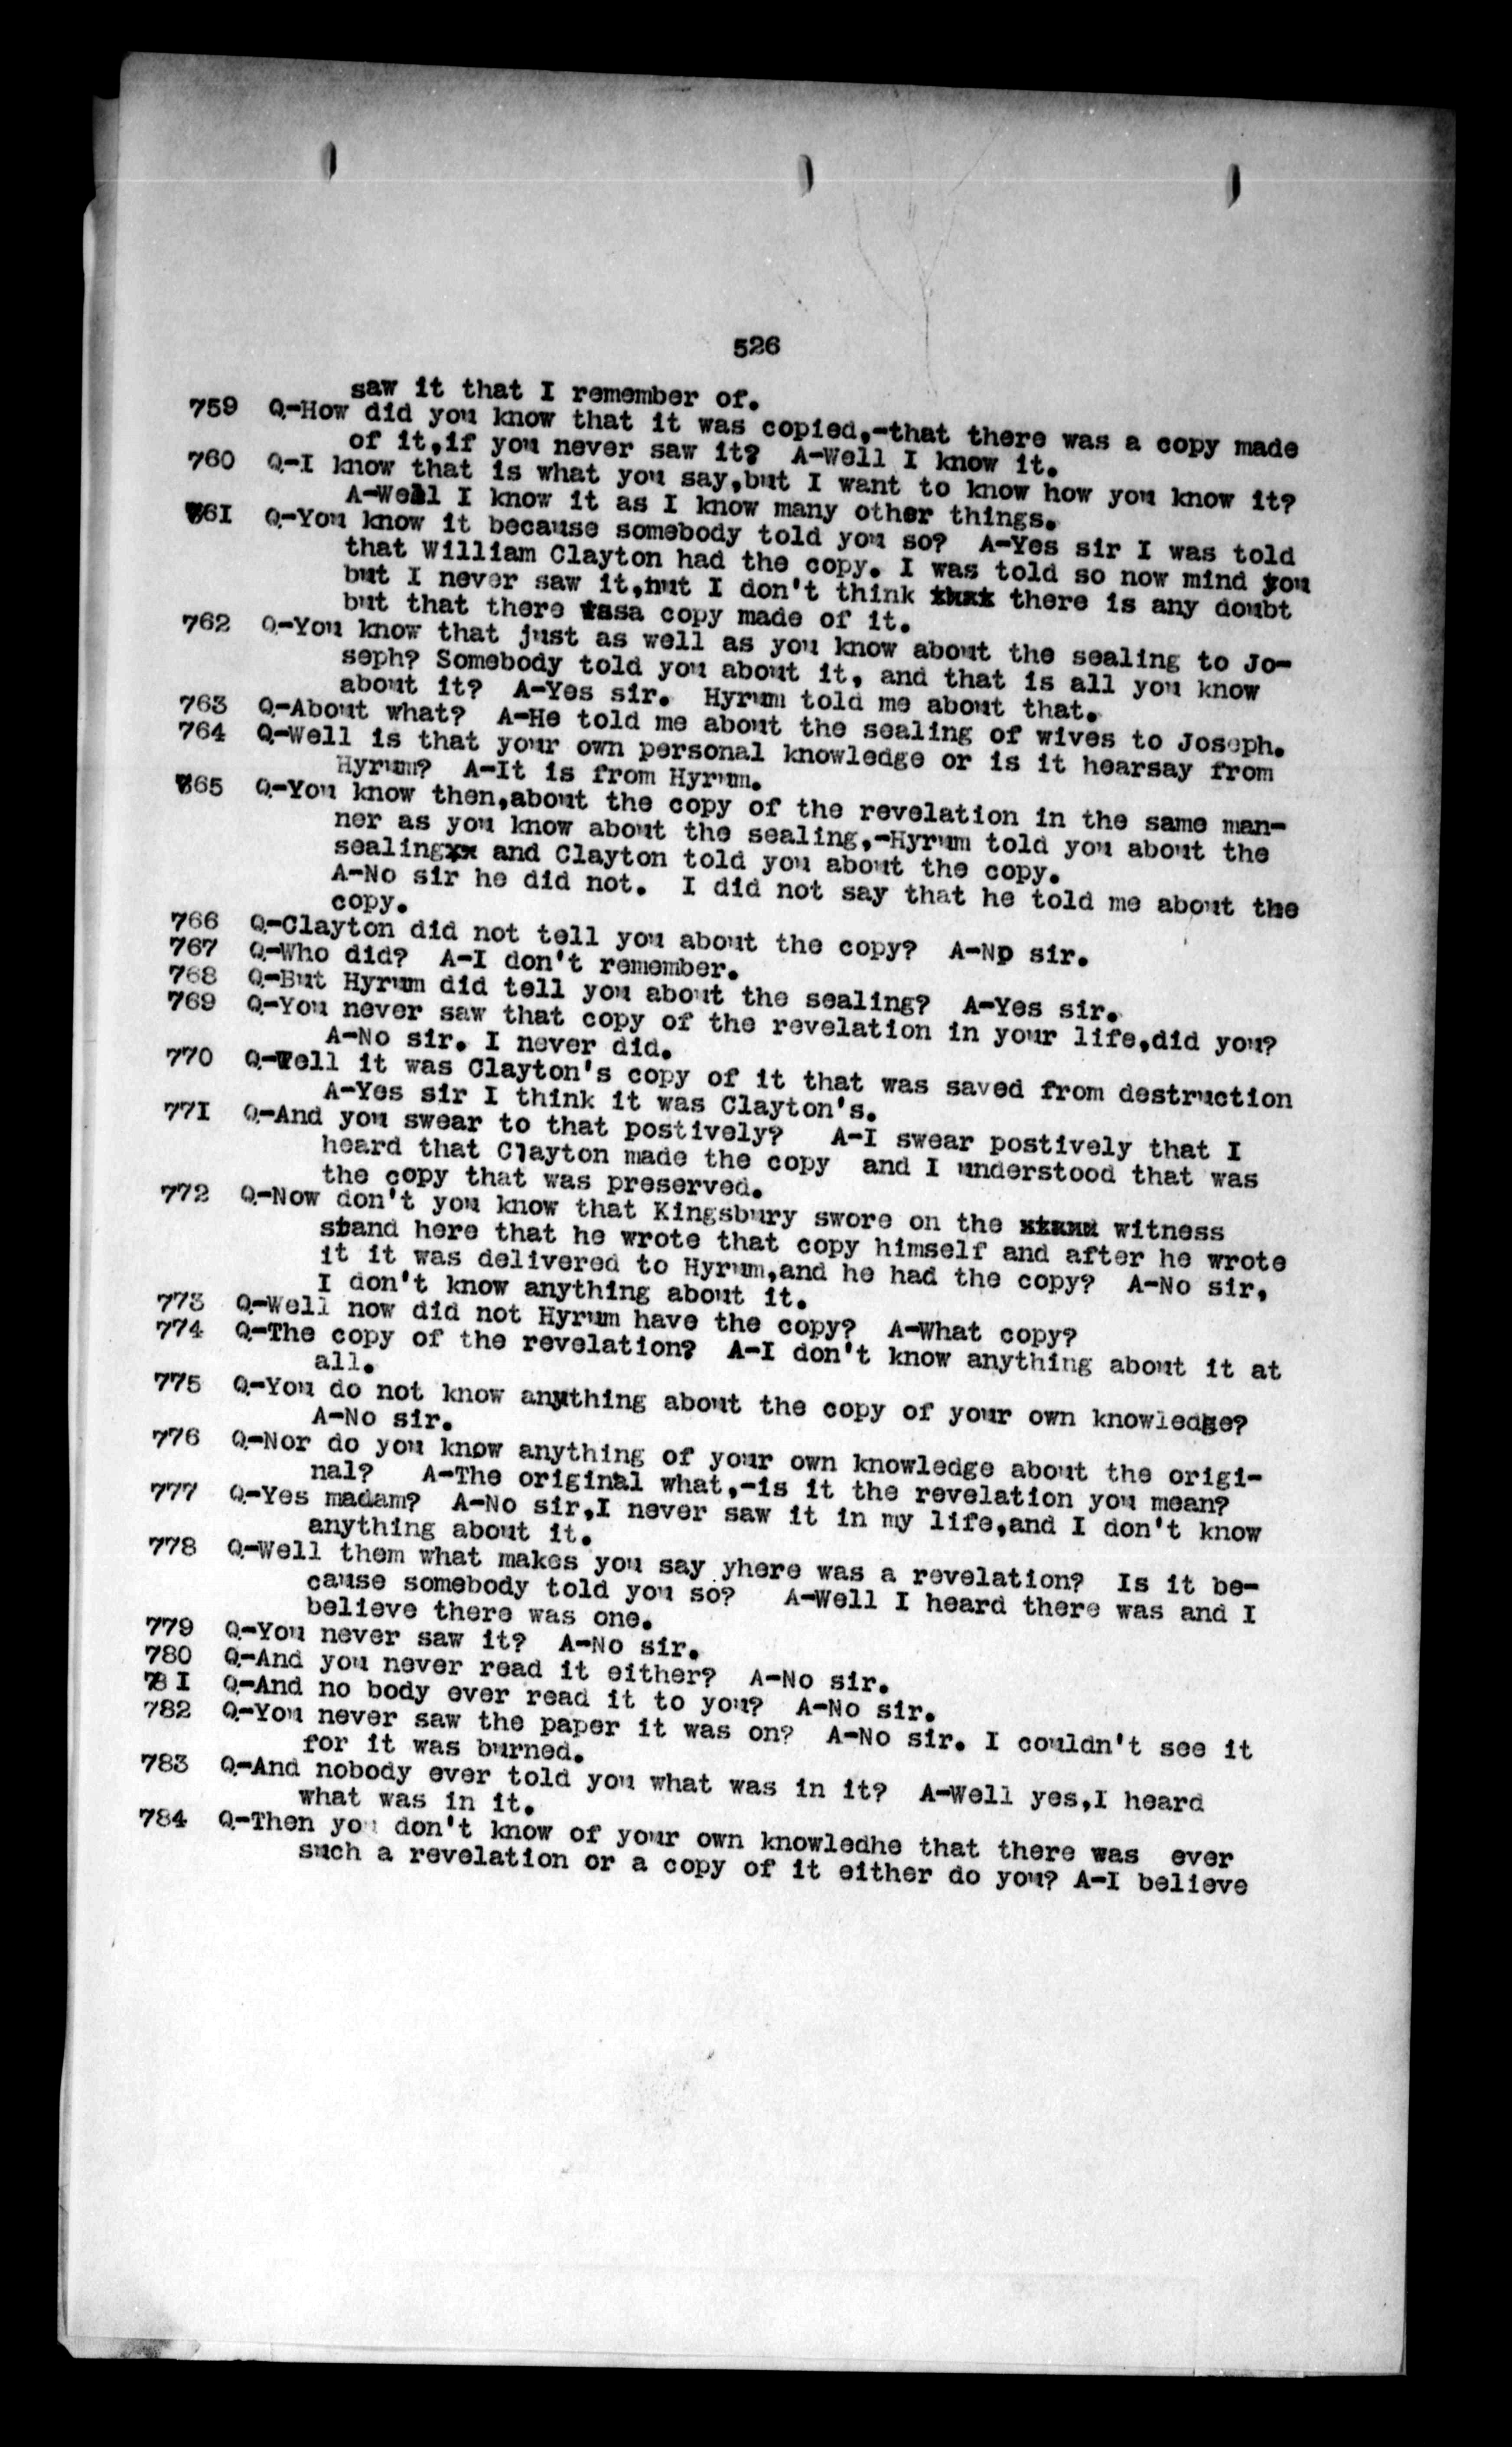 526
saw it that I remember of.
759 Q-How did you know that it was copied,-that there was a copy made
of it,if you never saw it? A-Well I know it.
760 Q-I know that is what you say,but I want to know how you know it?
A-Well I know it as I know many other things.
761 Q-You know it because somebody told you so? A-Yes sir I was told
that William Clayton had the copy. I was told so now mind you
but I never saw it,nut I don't think there is any doubt
but that there wasa copy made of it.
762 Q-You know that just as well as you know about the sealing to Jo-
seph? Somebody told you about it, and that is all you know
about it? A-Yes sir. Hyrum told me about that.
763 Q-About what? A-He told me about the sealing of wives to Joseph.
764 Q-Well is that your own personal knowledge or is it hearsay from
Hyrum? A-It is from Hyrum.
765 Q-You know then,about the copy of the revelation in the same man-
ner as you know about the sealing,-Hyrum told you about the
sealingxx and Clayton told you about the copy.
A-No sir he did not. I did not say that he told me about the
copy.
766 Q-Clayton did not tell you about the copy? A-No sir.
767 Q-Who did? A-I don't remember.
768 Q-But Hyrum did tell you about the sealing? A-Yes sir.
769 Q-You never saw that copy of the revelation in your life,did you?
A-No sir. I never did.
770 Q-Well it was Clayton's copy of it that was saved from destruction
A-Yes sir I think it was Clayton's.
771 Q-And you swear to that postively? A-I swear postively that I
heard that Clayton made the copy and I understood that was
the copy that was preserved.
772 Q-Now don't you know that Kingsbury swore on the witness
stand here that he wrote that copy himself and after he wrote
it it was delivered to Hyrum,and he had the copy? A-No sir,
I don't know anything about it.
773 Q-Well now did not Hyrum have the copy? A-What copy?
774 Q-The copy of the revelation? A-I don't know anything about it at
all.
775 Q-You do not know anything about the copy of your own knowledge?
A-No sir.
776 Q-Nor do you know anything of your own knowledge about the origi-
nal? A-The original what,-is it the revelation you mean?
777 Q-Yes madam? A-No sir,I never saw it in my life,and I don't know
anything about it.
778 Q-Well them what makes you say yhere was a revelation? Is it be-
cause somebody told you so? A-Well I heard there was and I
believe there was one.
779 Q-You never saw it? A-No sir.
780 Q-And you never read it either? A-No sir.
78I Q-And no body ever read it to you? A-No sir.
782 Q-You never saw the paper it was on? A-No sir. I couldn't see it
for it was burned.
783 Q-And nobody ever told you what was in it? A-Well yes,I heard
what was in it.
784 Q-Then you don't know of your own knowledhe that there was ever
such a revelation or a copy of it either do you? A-I believe